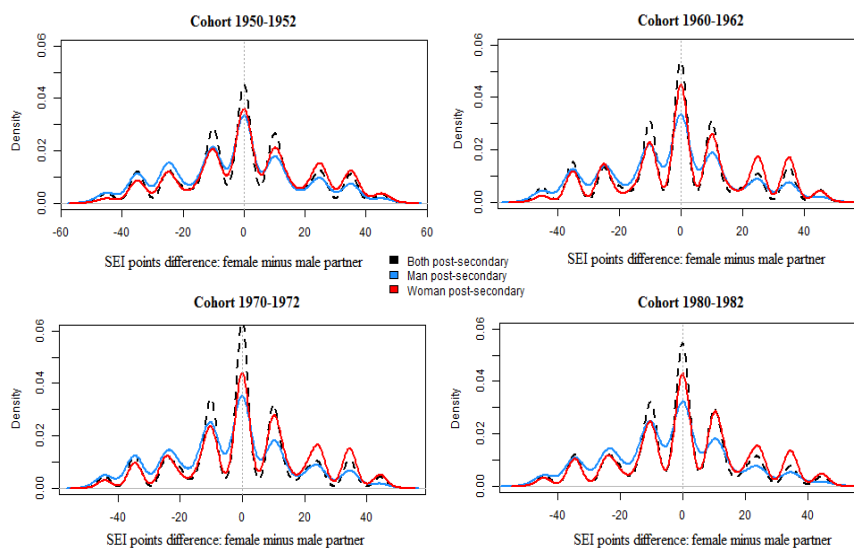 Cohort 1950-1952
Cohort 1960-1962
0.06
0.04
0.02
0.00
Density
-60 -40 -20 0 20 40 60
SEI points difference: female minus male partner
0.06
0.04
0.02
0.00
Density
-40 -20 0 20 40
SEI points difference: female minus male partner
Both post-secondary
Man post-secondary
Woman post-secondary
Cohort 1970-1972
Cohort 1980-1982
0.06
0.04
0.02
0.00
Density
-40 -20 0 20 40
SEI points difference: female minus male partner
0.06
0.04
0.02
0.00
Density
-40 -20 0 20 40
SEI points difference: female minus male partner